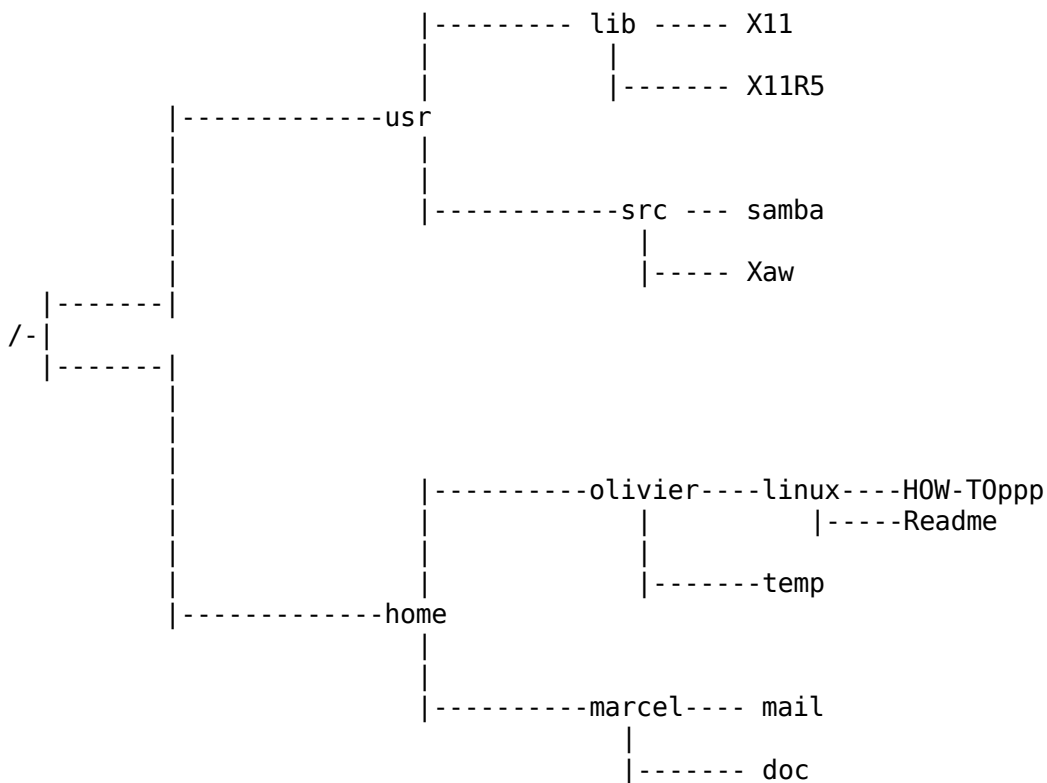 lib X11
X11R5
usr
src samba
Xaw
/
olivier linux HOW-TOppp
Readme
temp
home
marcel mail
doc